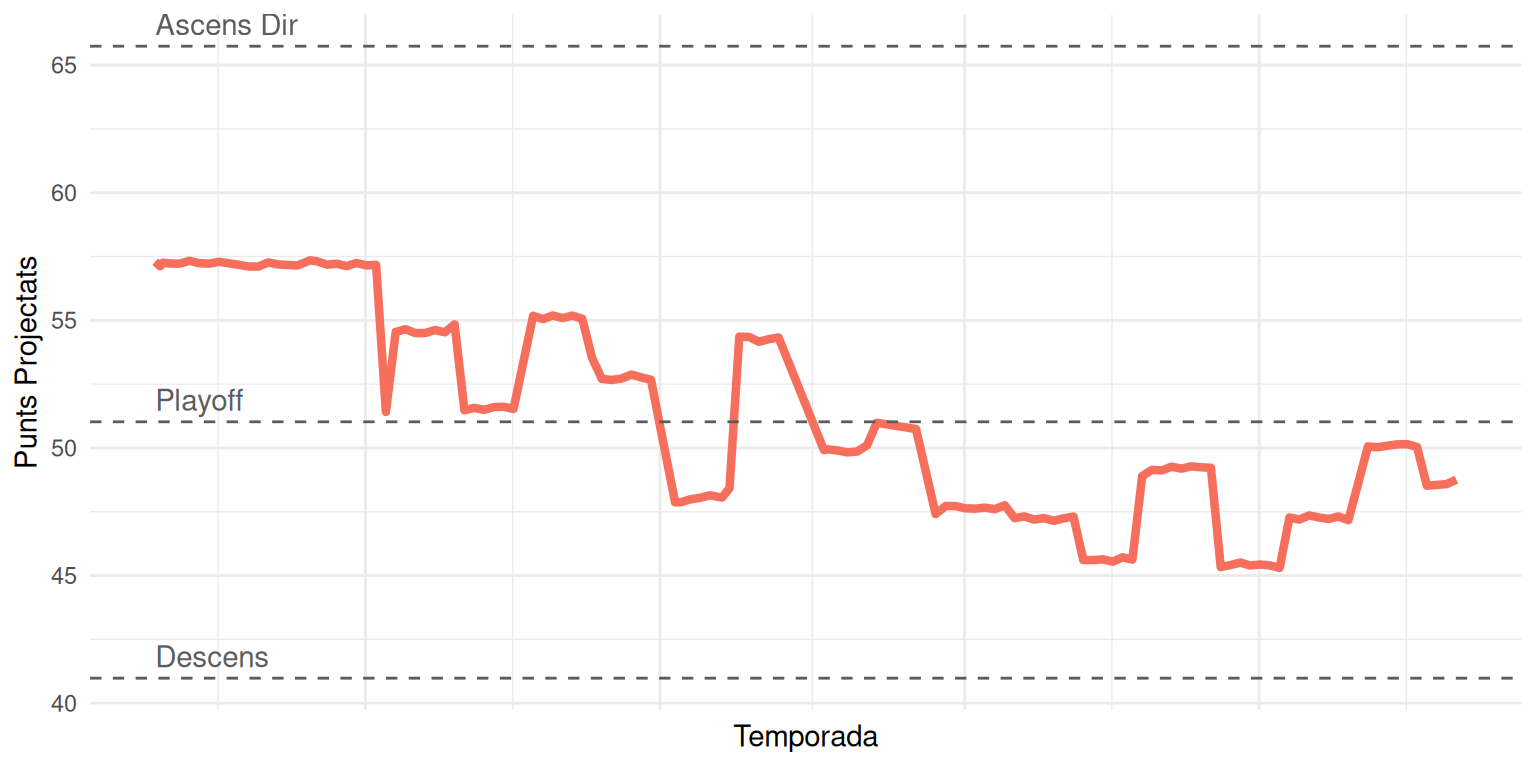 Ascens Dir
65
60
55
Playoff
50
45
Descens
40
Punts Projectats
Temporada